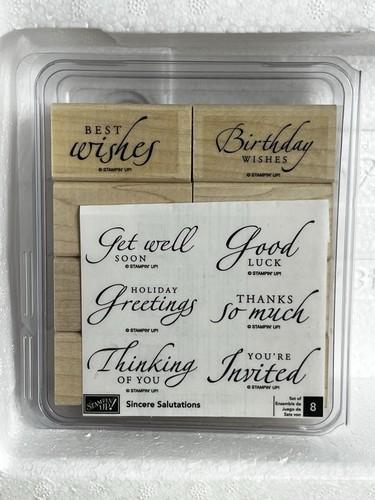 BEST
wishes
© STAMPIN' UP!
Birthday
WISHES
© STAMPIN' UP!
Get well
SOON
© STAMPIN' UP!
Good
LUCK
© STAMPIN' UP!
HOLIDAY
Greetings
© STAMPIN' UP!
THANKS
so much
© STAMPIN' UP!
Thinking
OF YOU
© STAMPIN' UP!
YOU'RE
Invited
© STAMPIN' UP!
STAMPIN' UP!
Sincere Salutations
Set of
Ensemble de
Juego de
Satz von
8